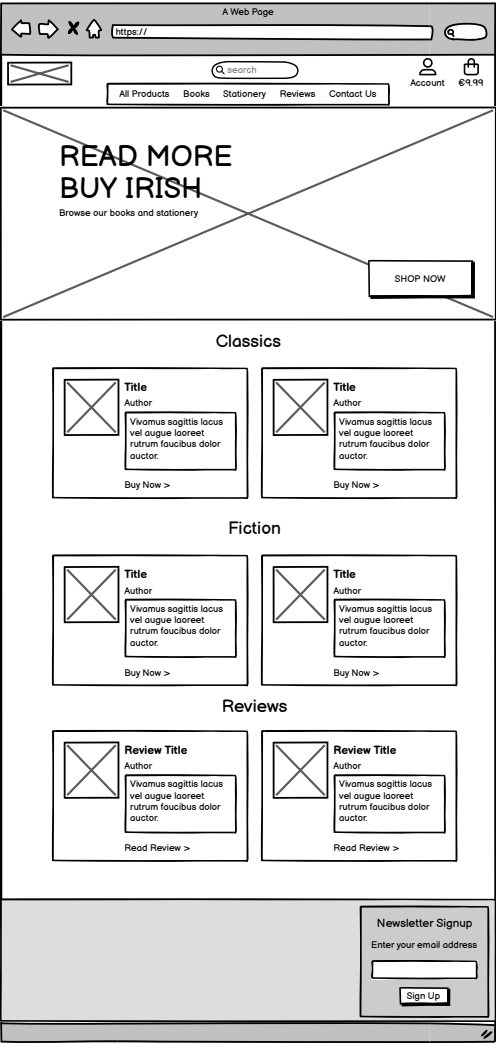 A Web Page
https://
search
Account
€9.99
All Products Books Stationery Reviews Contact Us
READ MORE
BUY IRISH
Browse our books and stationery
SHOP NOW
Classics
Title
Author
Vivamus sagittis lacus
vel augue laoreet
rutrum faucibus dolor
auctor.
Buy Now >
Title
Author
Vivamus sagittis lacus
vel augue laoreet
rutrum faucibus dolor
auctor.
Buy Now >
Fiction
Title
Author
Vivamus sagittis lacus
vel augue laoreet
rutrum faucibus dolor
auctor.
Buy Now >
Title
Author
Vivamus sagittis lacus
vel augue laoreet
rutrum faucibus dolor
auctor.
Buy Now >
Reviews
Review Title
Author
Vivamus sagittis lacus
vel augue laoreet
rutrum faucibus dolor
auctor.
Read Review >
Review Title
Author
Vivamus sagittis lacus
vel augue laoreet
rutrum faucibus dolor
auctor.
Read Review >
Newsletter Signup
Enter your email address
Sign Up